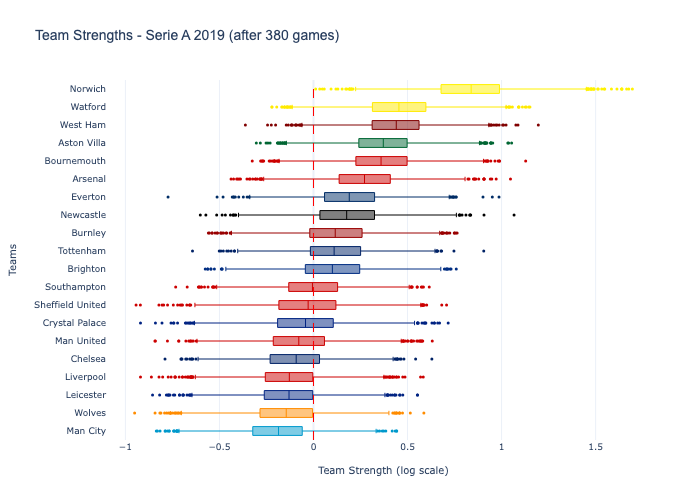 Team Strengths - Serie A 2019 (after 380 games)
Norwich
Watford
West Ham
Aston Villa
Bournemouth
Arsenal
Everton
Newcastle
Burnley
Tottenham
Brighton
Southampton
Sheffield United
Crystal Palace
Man United
Chelsea
Liverpool
Leicester
Wolves
Man City
Teams
−1 −0.5 0 0.5 1 1.5
Team Strength (log scale)